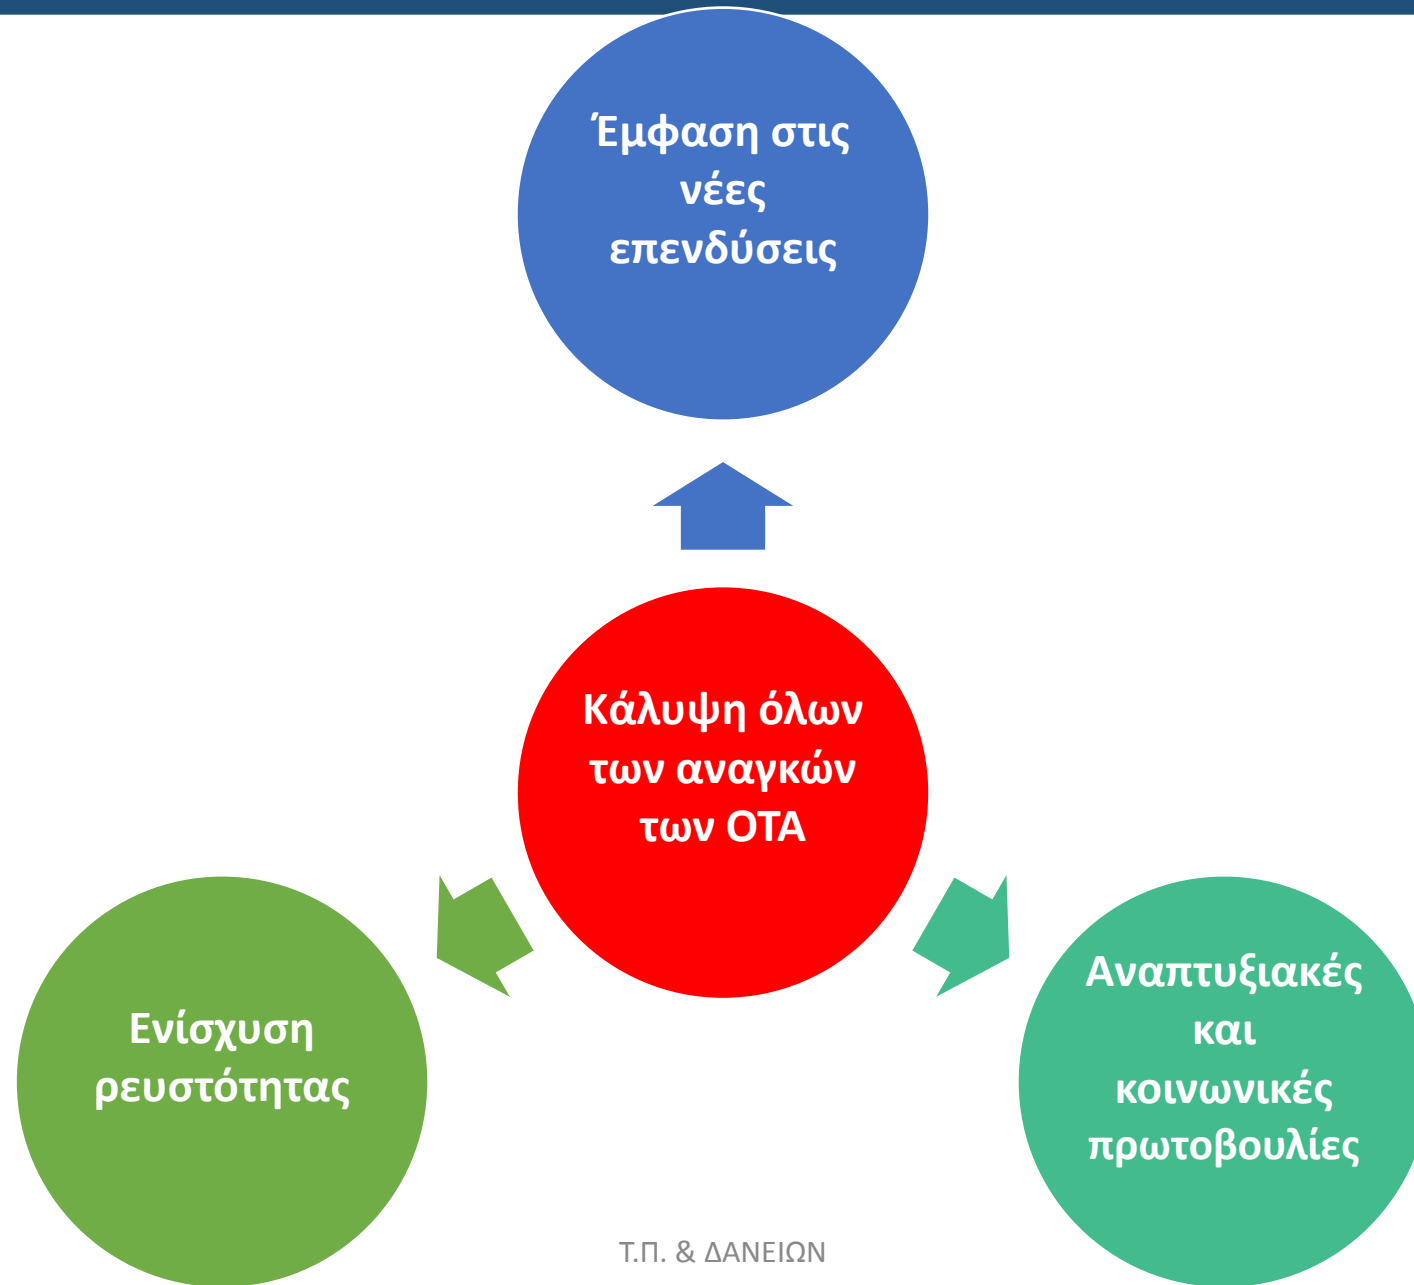 Έμφαση στις
νέες
επενδύσεις
Κάλυψη όλων
των αναγκών
των ΟΤΑ
Ενίσχυση
ρευστότητας
Αναπτυξιακές
και
κοινωνικές
πρωτοβουλίες
Τ.Π. & ΔΑΝΕΙΩΝ